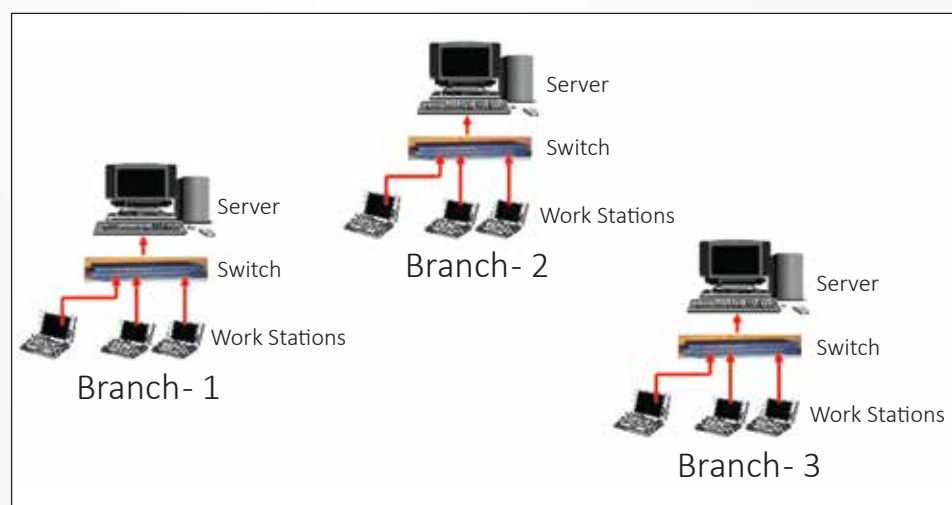 Server
Switch
Work Stations
Branch- 1
Server
Switch
Work Stations
Branch- 2
Server
Switch
Work Stations
Branch- 3